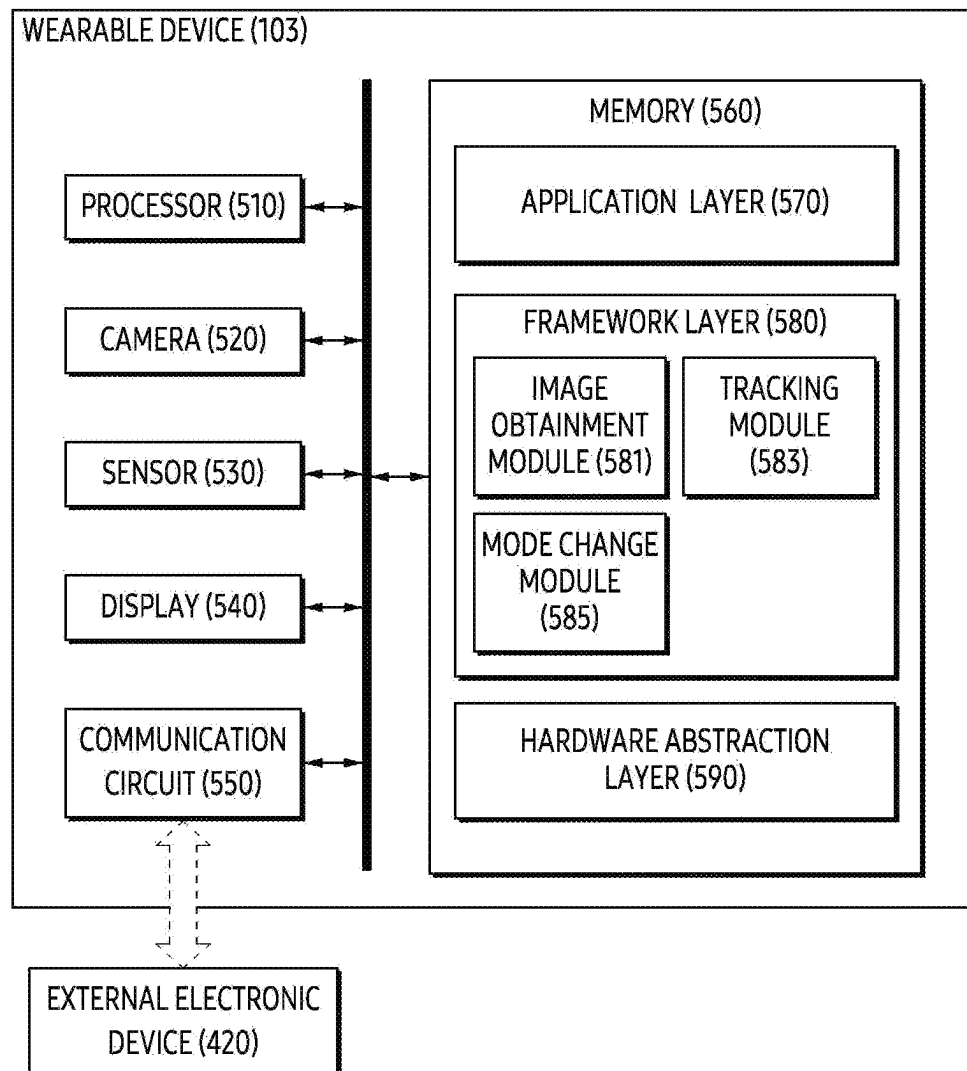 WEARABLE DEVICE (103)
PROCESSOR (510)
CAMERA (520)
SENSOR (530)
DISPLAY (540)
COMMUNICATION
CIRCUIT (550)
MEMORY (560)
APPLICATION LAYER (570)
FRAMEWORK LAYER (580)
IMAGE
OBTAINMENT
MODULE (581)
TRACKING
MODULE
(583)
MODE CHANGE
MODULE
(585)
HARDWARE ABSTRACTION
LAYER (590)
EXTERNAL ELECTRONIC
DEVICE (420)